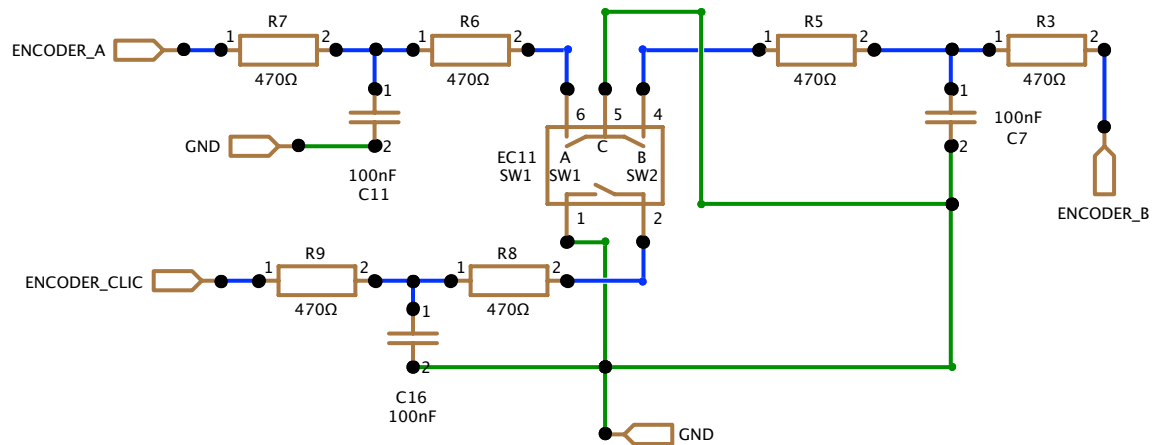 R7
R6
R5
R3
ENCODER_A
1
2
1
2
1
2
1
2
470Ω
470Ω
470Ω
470Ω
1
1
6
5
4
100nF
C7
GND
2
EC11
SW1
A
SW1
C
B
SW2
2
100nF
C11
1
2
ENCODER_B
R9
R8
ENCODER_CLIC
1
2
1
2
470Ω
470Ω
1
2
C16
100nF
GND